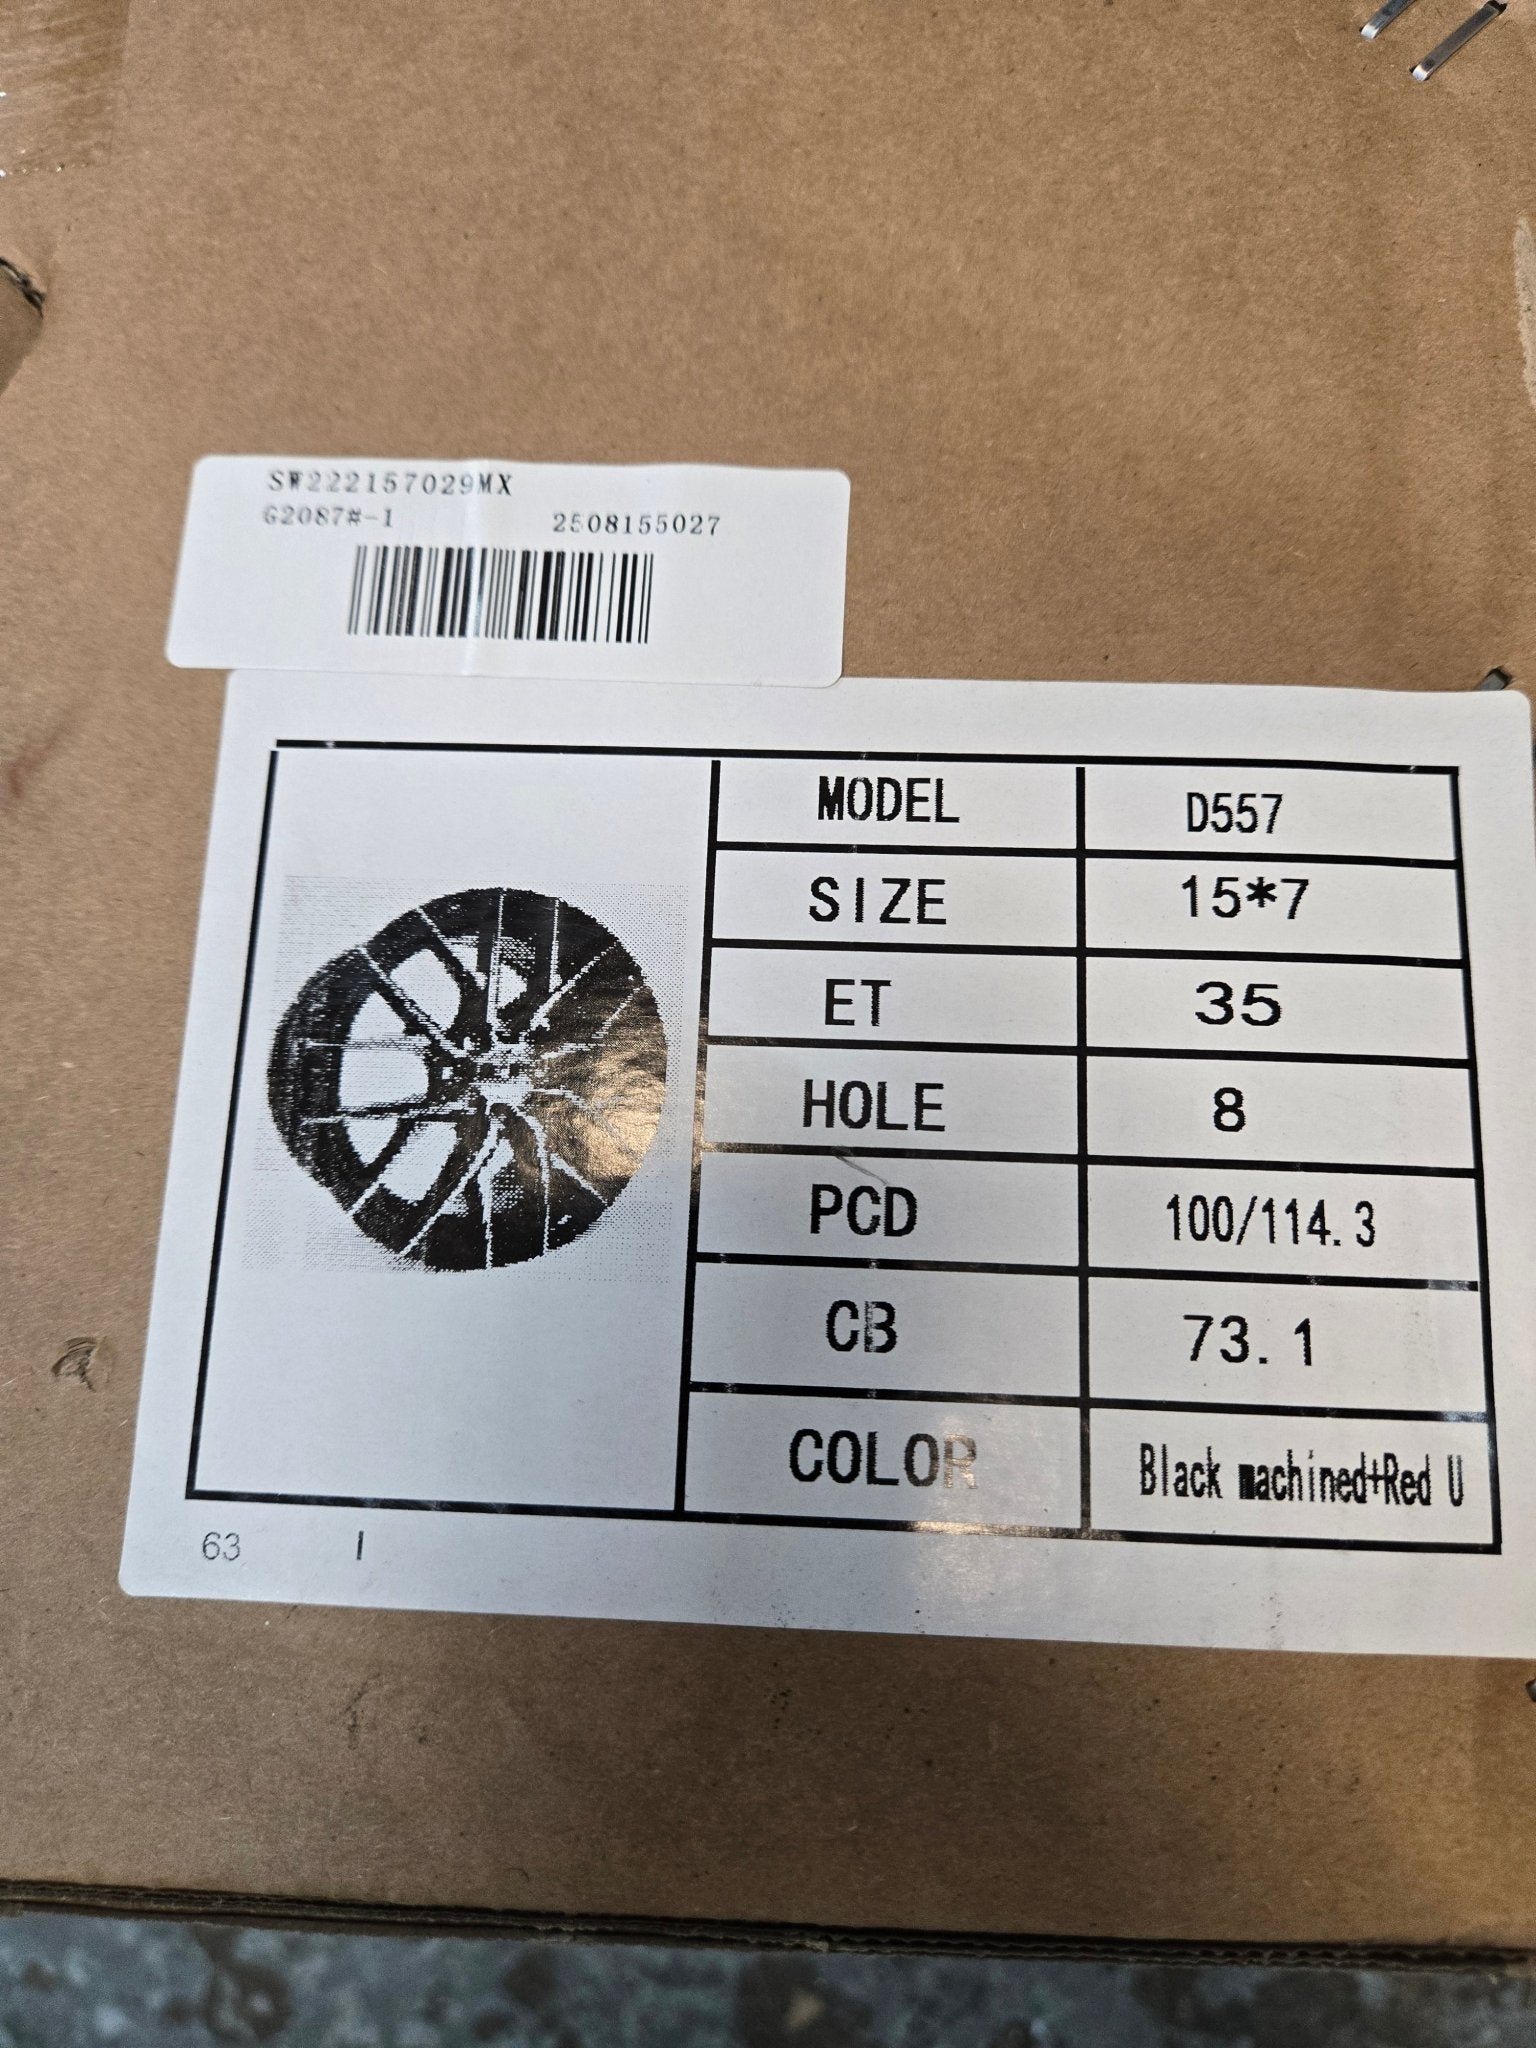 SW222157029MX
G2087#-1 2508155027
MODEL D557
SIZE 15*7
ET 35
HOLE 8
PCD 100/114.3
CB 73.1
COLOR Black machined+Red U
63 I